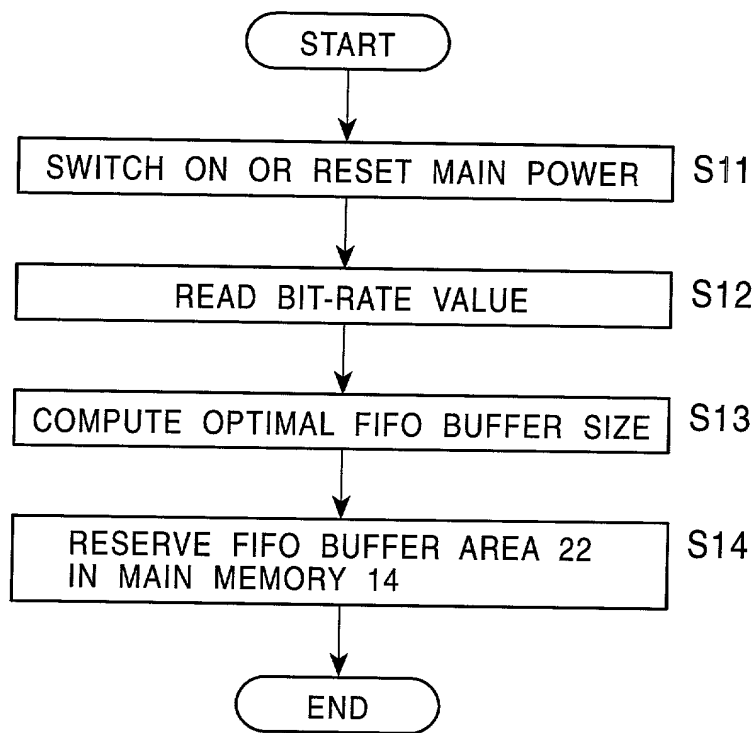 START
SWITCH ON OR RESET MAIN POWER S11
READ BIT-RATE VALUE S12
COMPUTE OPTIMAL FIFO BUFFER SIZE S13
RESERVE FIFO BUFFER AREA 22 S14
IN MAIN MEMORY 14
END